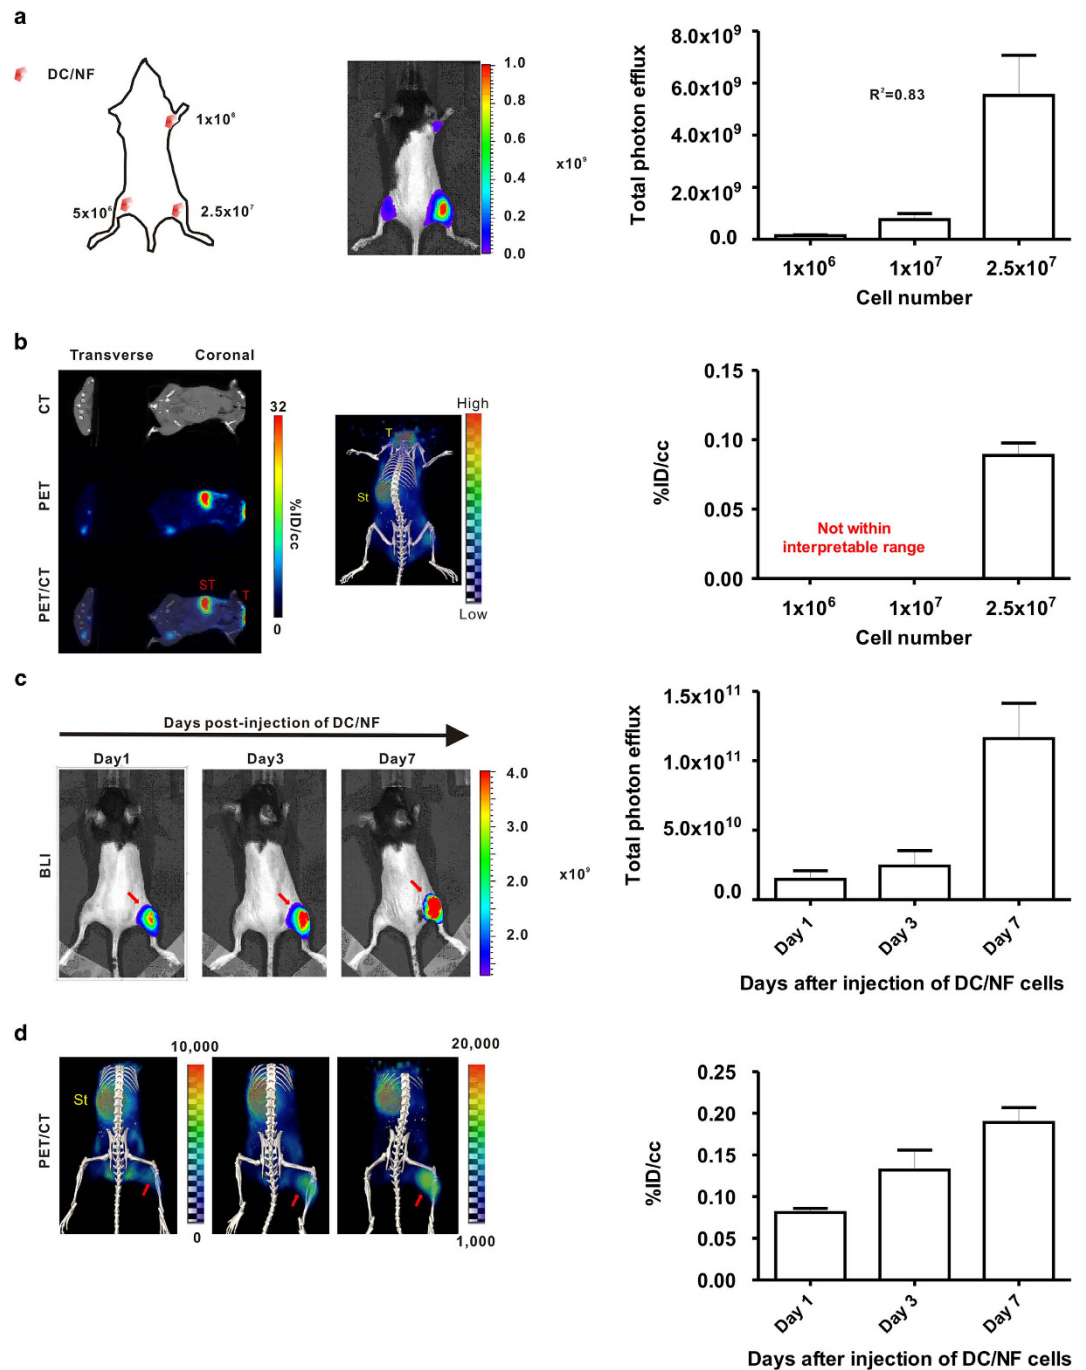 a
DC/NF
1x10⁶
5x10⁶
2.5x10⁷
1.0
0.8
0.6
0.4
0.2
0.0
x10⁹
Total photon efflux
8.0x10⁹
6.0x10⁹
4.0x10⁹
2.0x10⁹
0.0
R²=0.83
1x10⁶ 1x10⁷ 2.5x10⁷
Cell number
b
Transverse Coronal
CT
PET
PET/CT
ST
T
32
%ID/cc
0
T
St
High
Low
%ID/cc
0.15
0.10
0.05
0.00
Not within
interpretable range
1x10⁶ 1x10⁷ 2.5x10⁷
Cell number
c
Days post-injection of DC/NF
Day1 Day3 Day7
BLI
4.0
3.0
2.0
2.0
x10⁹
Total photon efflux
1.5x10¹¹
1.0x10¹¹
5.0x10¹⁰
0.0
Day 1 Day 3 Day 7
Days after injection of DC/NF cells
d
PET/CT
St
10,000
0
20,000
1,000
%ID/cc
0.25
0.20
0.15
0.10
0.05
0.00
Day 1 Day 3 Day 7
Days after injection of DC/NF cells